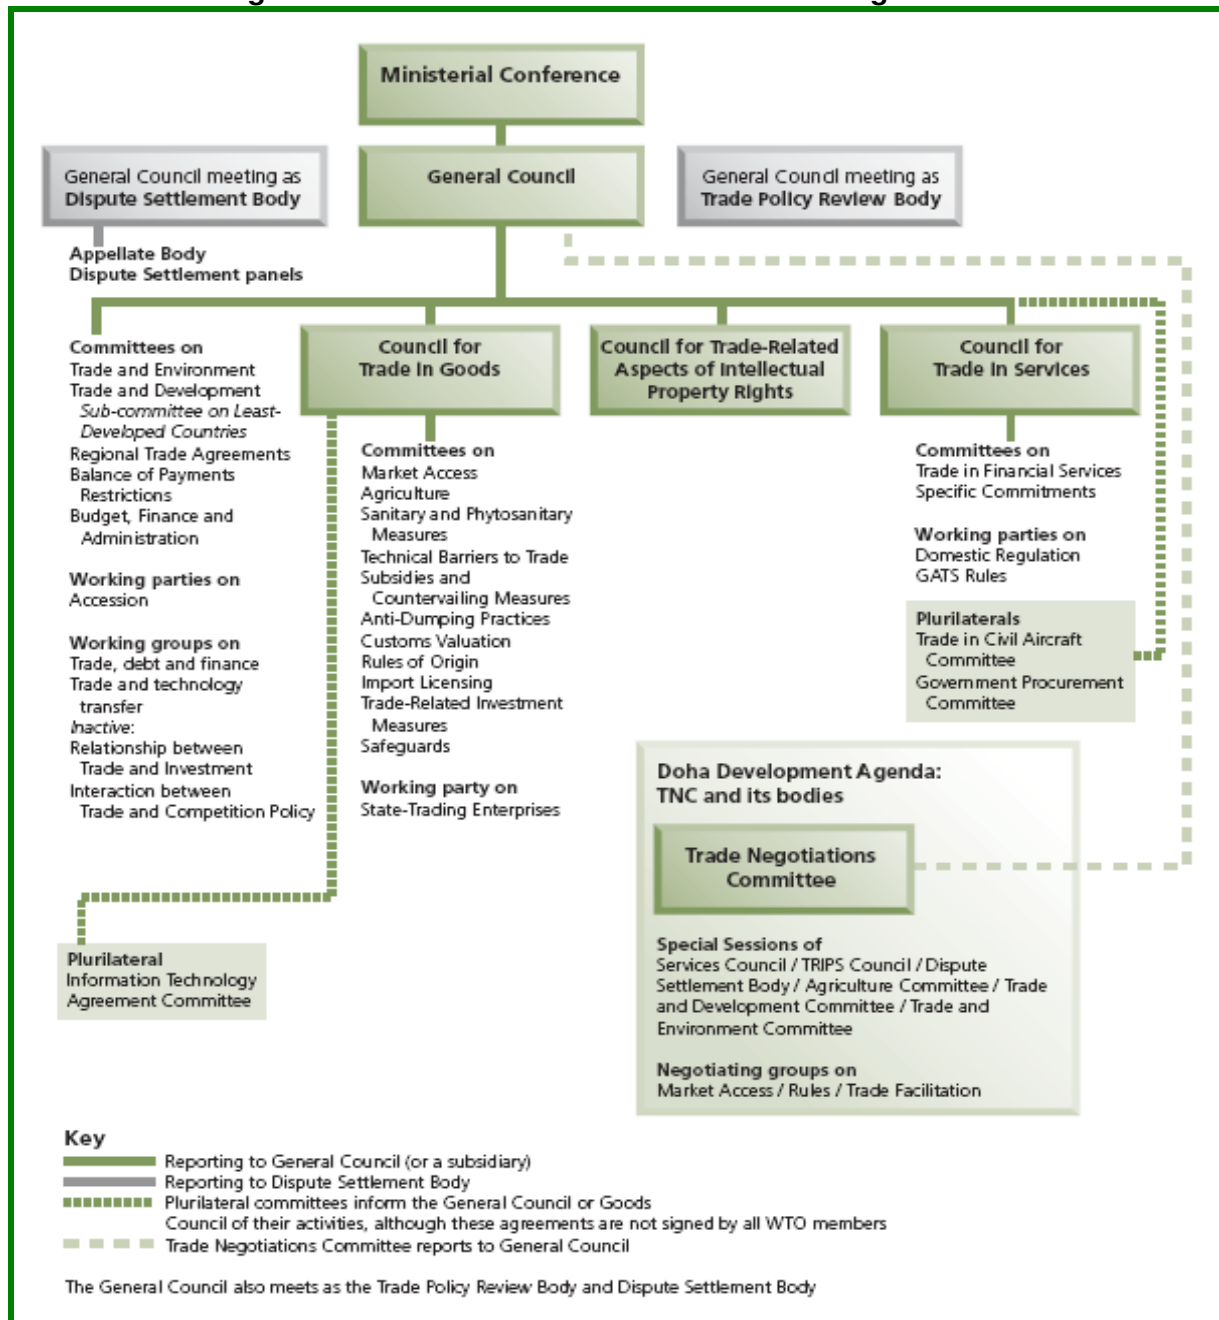 Ministerial Conference
General Council meeting as
Dispute Settlement Body
General Council
General Council meeting as
Trade Policy Review Body
Appellate Body
Dispute Settlement panels
Committees on
Trade and Environment
Trade and Development
Sub-committee on Least-
Developed Countries
Regional Trade Agreements
Balance of Payments
Restrictions
Budget, Finance and
Administration
Working parties on
Accession
Working groups on
Trade, debt and finance
Trade and technology
transfer
Inactive:
Relationship between
Trade and Investment
Interaction between
Trade and Competition Policy
Plurilateral
Information Technology
Agreement Committee
Council for
Trade in Goods
Committees on
Market Access
Agriculture
Sanitary and Phytosanitary
Measures
Technical Barriers to Trade
Subsidies and
Countervailing Measures
Anti-Dumping Practices
Customs Valuation
Rules of Origin
Import Licensing
Trade-Related Investment
Measures
Safeguards
Working party on
State-Trading Enterprises
Council for Trade-Related
Aspects of Intellectual
Property Rights
Council for
Trade in Services
Committees on
Trade in Financial Services
Specific Commitments
Working parties on
Domestic Regulation
GATS Rules
Plurilaterals
Trade in Civil Aircraft
Committee
Government Procurement
Committee
Doha Development Agenda:
TNC and its bodies
Trade Negotiations
Committee
Special Sessions of
Services Council / TRIPS Council / Dispute
Settlement Body / Agriculture Committee / Trade
and Development Committee / Trade and
Environment Committee
Negotiating groups on
Market Access / Rules / Trade Facilitation
Key
Reporting to General Council (or a subsidiary)
Reporting to Dispute Settlement Body
Plurilateral committees inform the General Council or Goods
Council of their activities, although these agreements are not signed by all WTO members
Trade Negotiations Committee reports to General Council
The General Council also meets as the Trade Policy Review Body and Dispute Settlement Body